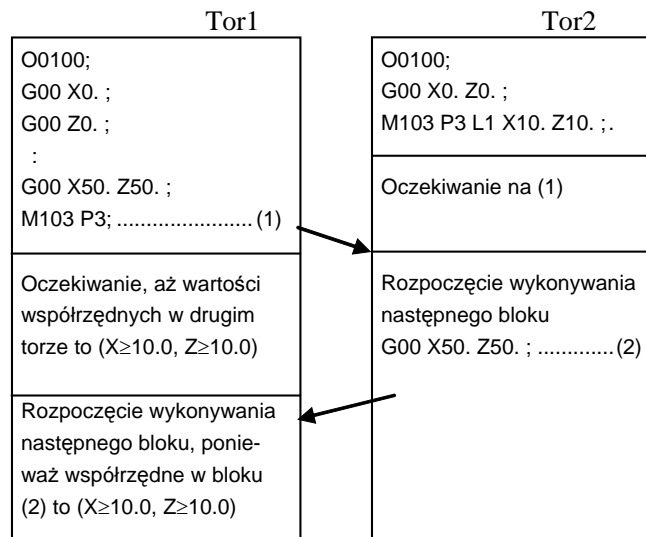 Tor1
O0100;
G00 X0. ;
G00 Z0. ;
:
G00 X50. Z50. ;
M103 P3; ....................... (1)
Oczekiwanie, aż wartości
współrzędnych w drugim
torze to (X≥10.0, Z≥10.0)
Rozpoczęcie wykonywania
następnego bloku, ponie-
waż współrzędne w bloku
(2) to (X≥10.0, Z≥10.0)
Tor2
O0100;
G00 X0. Z0. ;
M103 P3 L1 X10. Z10. ;.
Oczekiwanie na (1)
Rozpoczęcie wykonywania
następnego bloku
G00 X50. Z50. ; .............(2)